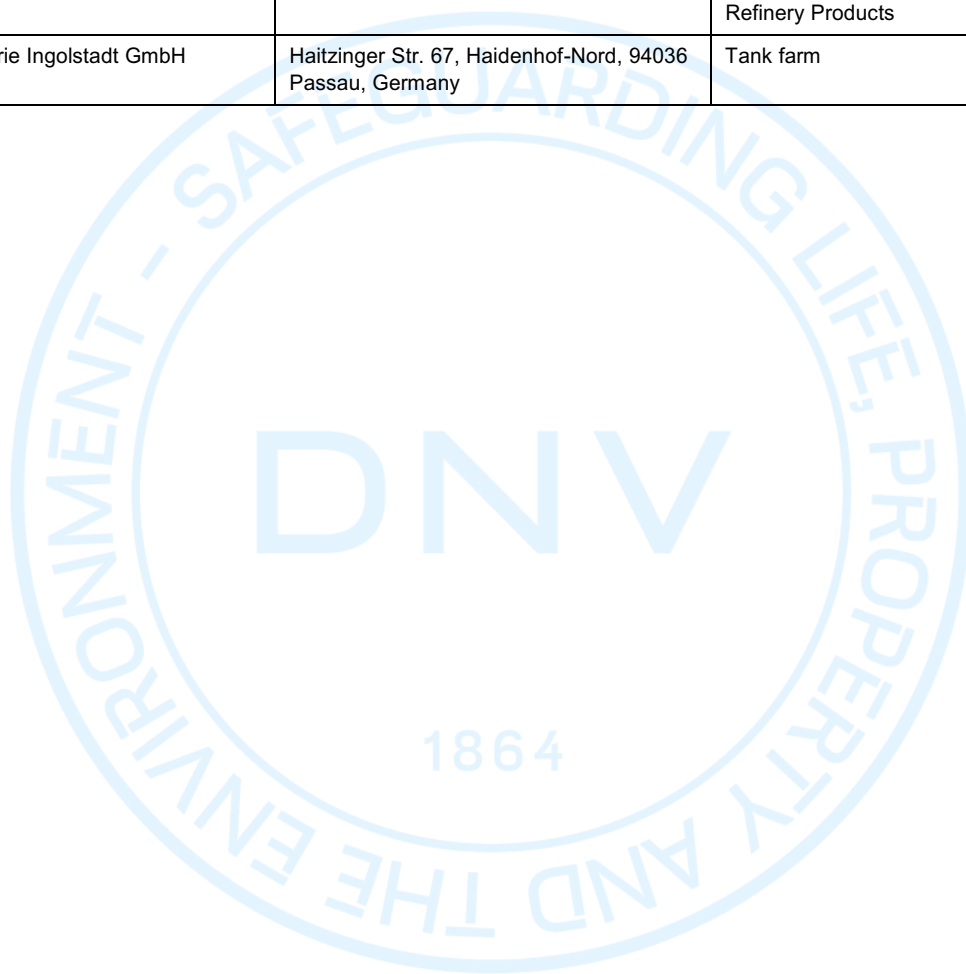 Refinery Products
rie Ingolstadt GmbH
Haitzinger Str. 67, Haidenhof-Nord, 94036
Passau, Germany
Tank farm
SAFEGUARDING LIFE, PROPERTY AND THE ENVIRONMENT -
DNV
1864